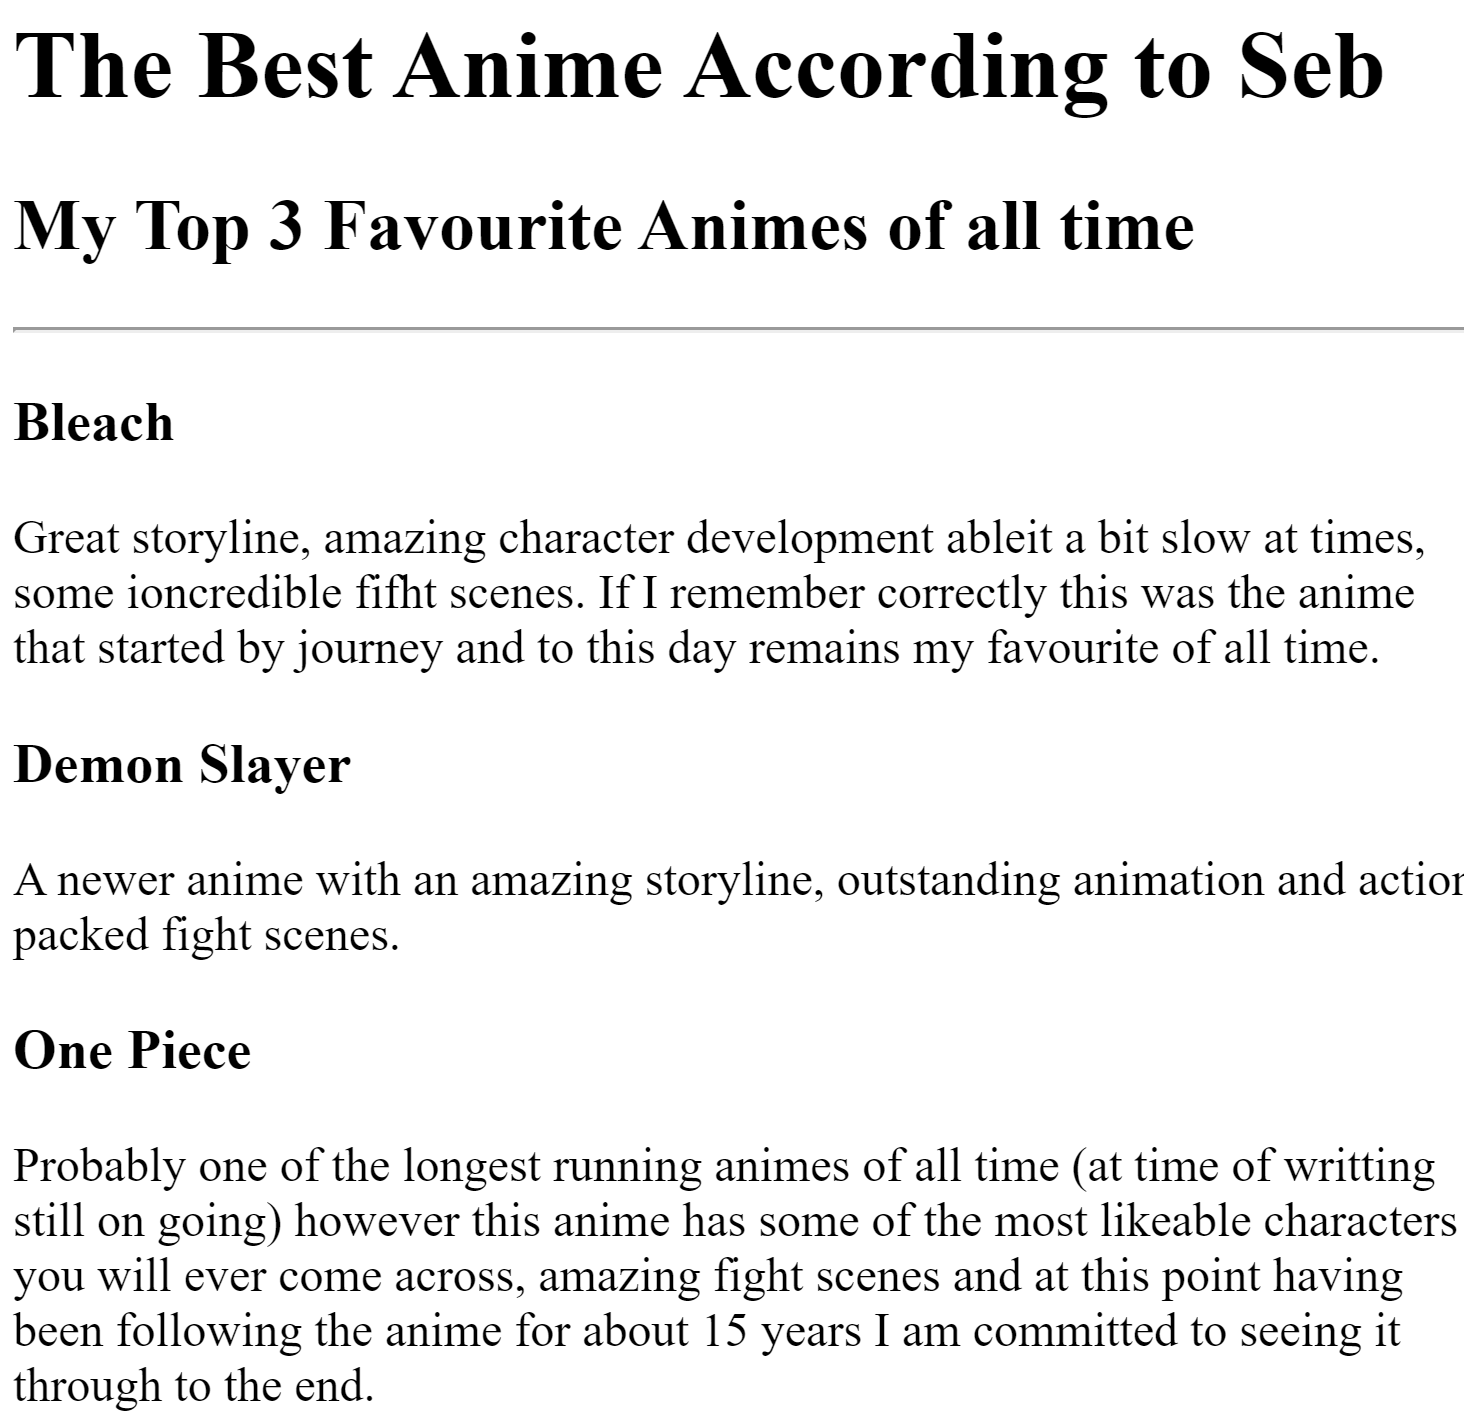 The Best Anime According to Seb
My Top 3 Favourite Animes of all time
Bleach
Great storyline, amazing character development ableit a bit slow at times,
some ioncredible fifht scenes. If I remember correctly this was the anime
that started by journey and to this day remains my favourite of all time.
Demon Slayer
A newer anime with an amazing storyline, outstanding animation and action
packed fight scenes.
One Piece
Probably one of the longest running animes of all time (at time of writting
still on going) however this anime has some of the most likeable characters
you will ever come across, amazing fight scenes and at this point having
been following the anime for about 15 years I am committed to seeing it
through to the end.